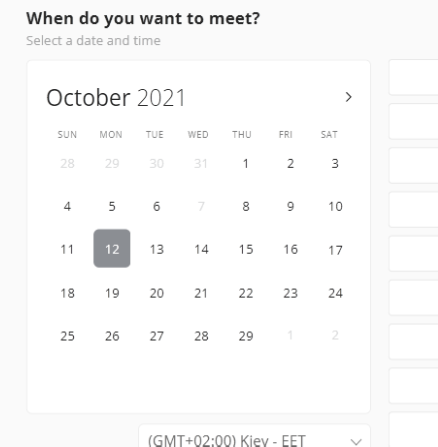 When do you want to meet?
Select a date and time
October 2021
SUN MON TUE WED THU FRI SAT
28 29 30 31 1 2 3
4 5 6 7 8 9 10
11 12 13 14 15 16 17
18 19 20 21 22 23 24
25 26 27 28 29 1 2
(GMT+02:00) Kiev - EET